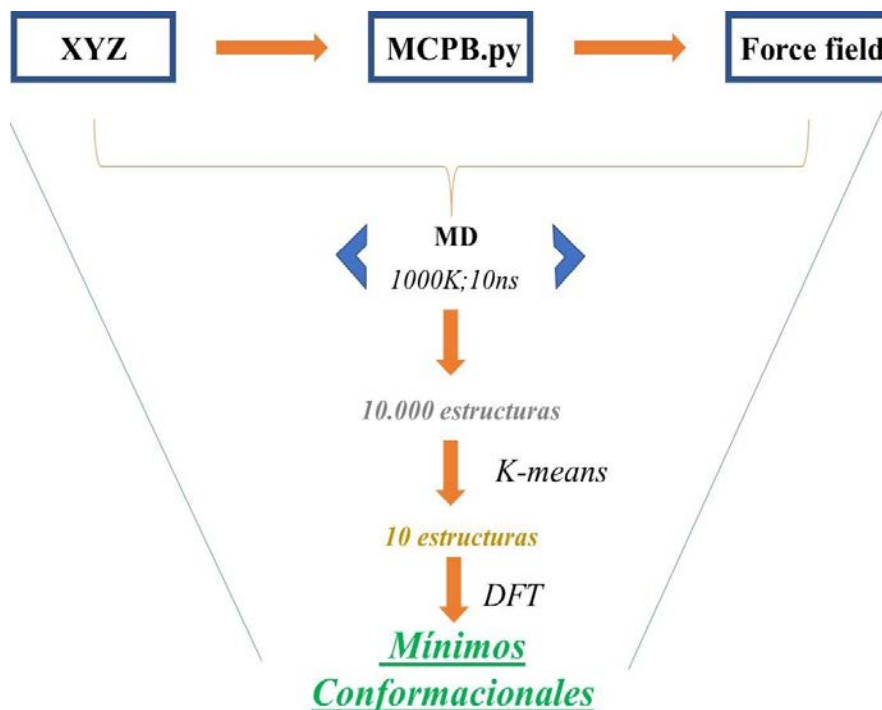 XYZ MCPB.py Force field
MD
1000K;10ns
10.000 estructuras
K-means
10 estructuras
DFT
Mínimos
Conformacionales